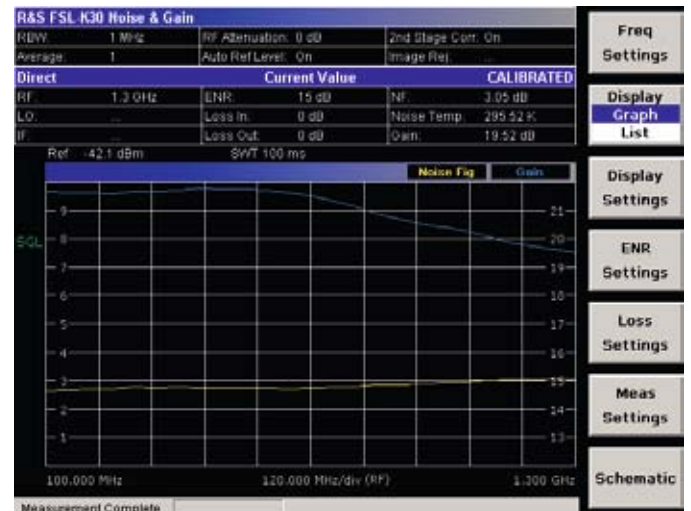 R&S FSL-K30 Noise & Gain
RBW: 1 MHz RF Attenuation: 0 dB 2nd Stage Corr: On
Average: 1 Auto Ref Level: On Image Rej: ...
Direct Current Value CALIBRATED
RF: 1.3 GHz ENR: 15 dB NF: 3.05 dB
LO: ... Loss In: 0 dB Noise Temp: 295.52 K
IF: ... Loss Out: 0 dB Gain: 19.52 dB
Ref -42.1 dBm SWT 100 ms
Noise Fig Gain
9 21
SGL 8 20
7 19
6 18
5 17
4 16
3 15
2 14
1 13
100.000 MHz 120.000 MHz/div (RF) 1.300 GHz
Measurement Complete
Freq
Settings
Display
Graph
List
Display
Settings
ENR
Settings
Loss
Settings
Meas
Settings
Schematic